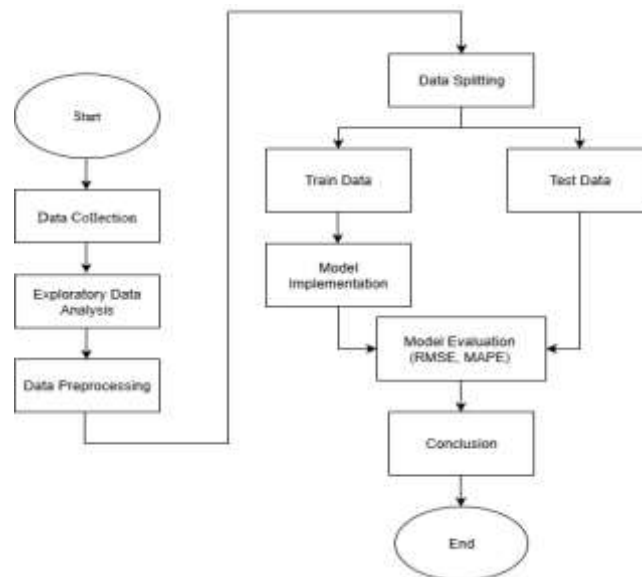 Start
Data Collection
Exploratory Data
Analysis
Data Preprocessing
Data Splitting
Train Data
Test Data
Model
Implementation
Model Evaluation
(RMSE, MAPE)
Conclusion
End